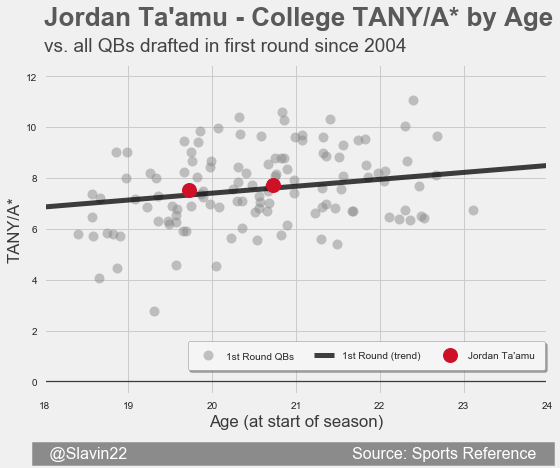 Jordan Ta'amu - College TANY/A* by Age
vs. all QBs drafted in first round since 2004
12
10
8
6
4
2
0
TANY/A*
1st Round QBs
1st Round (trend)
Jordan Ta'amu
18
19
20
21
22
23
24
Age (at start of season)
@Slavin22
Source: Sports Reference